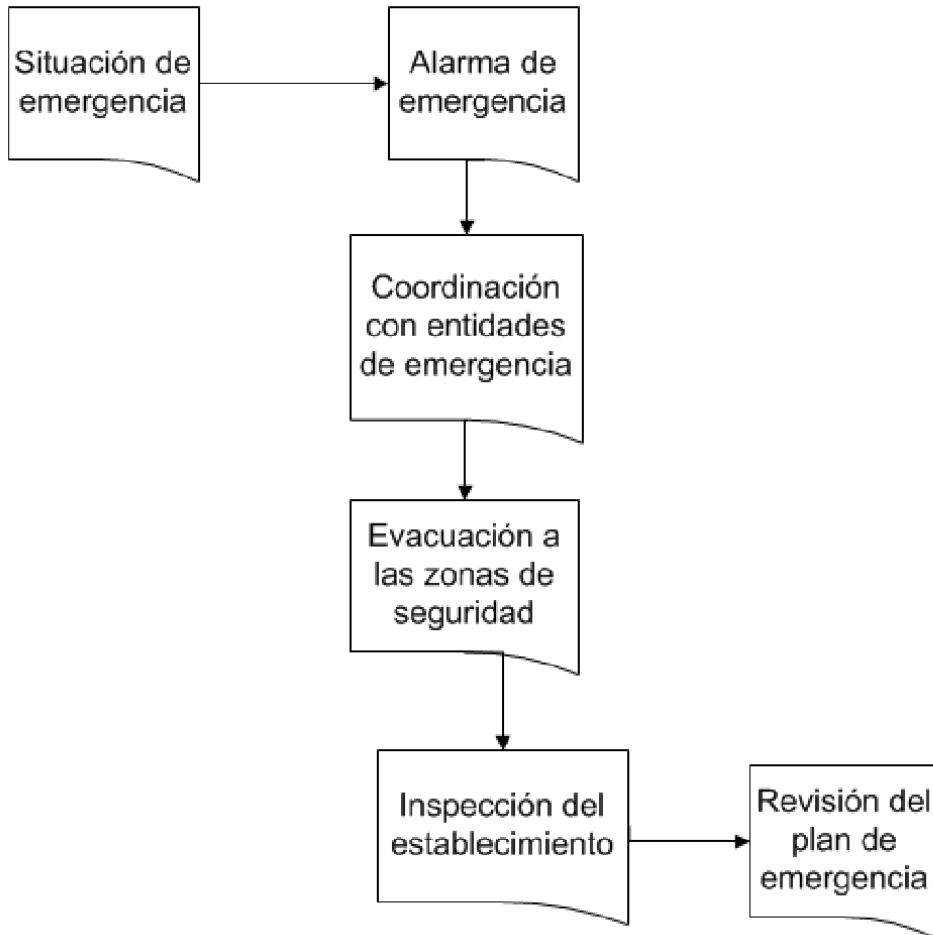 Situación de
emergencia
Alarma de
emergencia
Coordinación
con entidades
de emergencia
Evacuación a
las zonas de
seguridad
Inspección del
establecimiento
Revisión del
plan de
emergencia